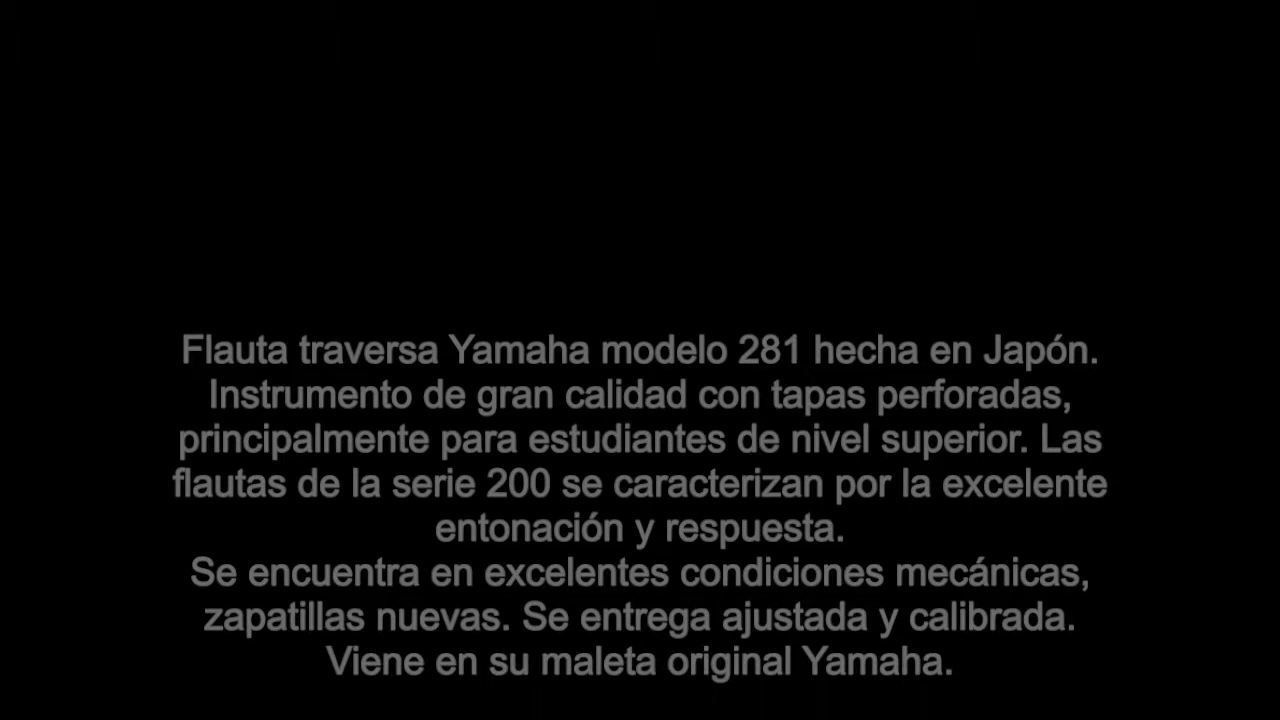 Flauta traversa Yamaha modelo 281 hecha en Japón.
Instrumento de gran calidad con tapas perforadas,
principalmente para estudiantes de nivel superior. Las
flautas de la serie 200 se caracterizan por la excelente
entonación y respuesta.
Se encuentra en excelentes condiciones mecánicas,
zapatillas nuevas. Se entrega ajustada y calibrada.
Viene en su maleta original Yamaha.